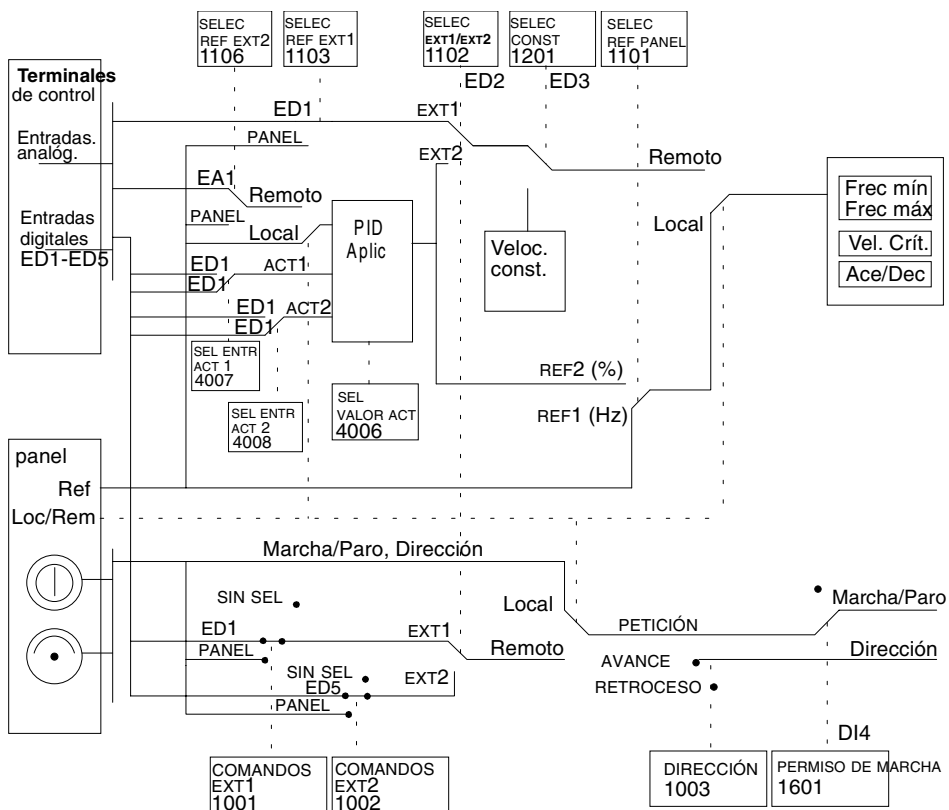 SELEC
REF EXT2
1106
SELEC
REF EXT1
1103
SELEC
EXT1/EXT2
1102
SELEC
CONST
1201
SELEC
REF PANEL
1101
ED2
ED3
Terminales
de control
Entradas.
analóg.
Entradas
digitales
ED1-ED5
ED1
EXT1
PANEL
EXT2
Remoto
EA1
Remoto
PANEL
Local
PID
Aplic
Veloc.
const.
Local
Frec mín
Frec máx
Vel. Crít.
Ace/Dec
ED1
ACT1
ED1
ED1
ACT2
ED1
SEL ENTR
ACT 1
4007
SEL ENTR
ACT 2
4008
SEL
VALOR ACT
4006
REF2 (%)
REF1 (Hz)
panel
Ref
Loc/Rem
Marcha/Paro, Dirección
SIN SEL
Local
Marcha/Paro
ED1
EXT1
PETICIÓN
PANEL
Remoto
Dirección
AVANCE
SIN SEL
EXT2
ED5
RETROCESO
PANEL
DI4
COMANDOS
EXT1
1001
COMANDOS
EXT2
1002
DIRECCIÓN
1003
PERMISO DE MARCHA
1601